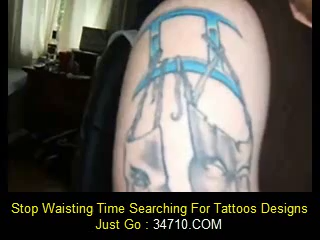 Stop Waisting Time Searching For Tattoos Designs
Just Go : 34710.COM